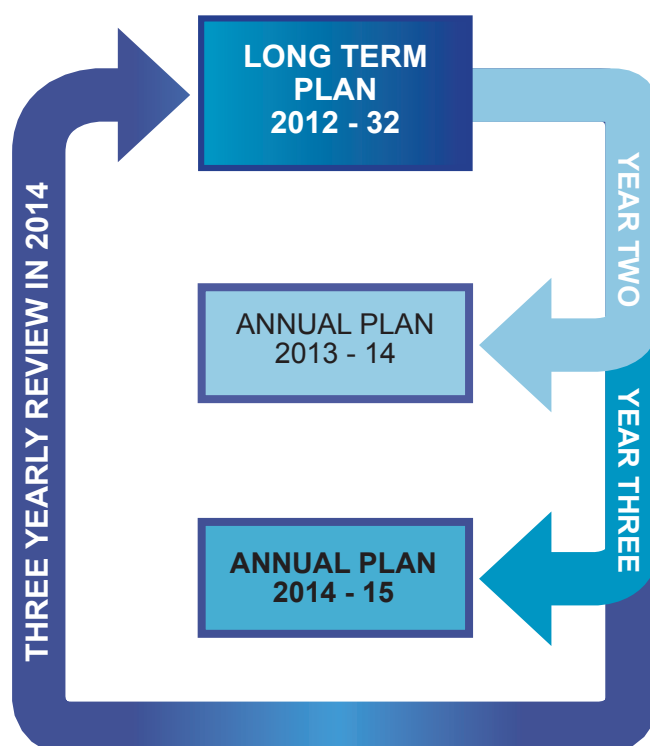 LONG TERM
PLAN
2012 - 32
YEAR TWO
ANNUAL PLAN
2013 - 14
YEAR THREE
ANNUAL PLAN
2014 - 15
THREE YEARLY REVIEW IN 2014